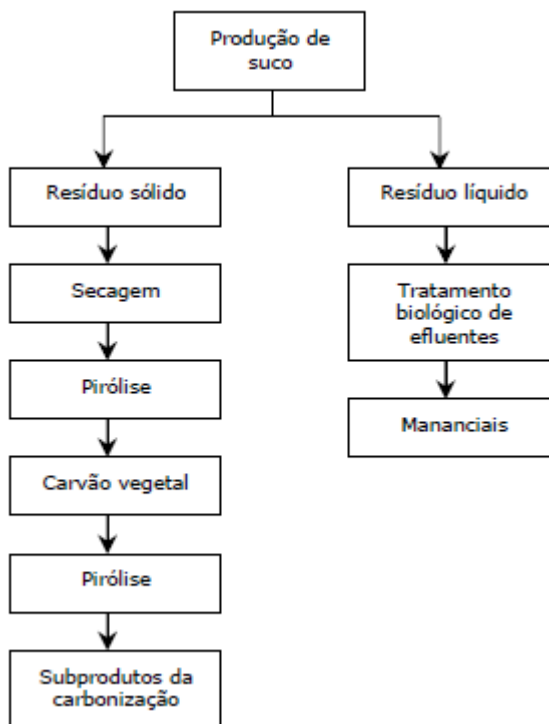 Produção de
suco
Resíduo sólido
Resíduo líquido
Secagem
Tratamento
biológico de
efluentes
Pirólise
Mananciais
Carvão vegetal
Pirólise
Subprodutos da
carbonização